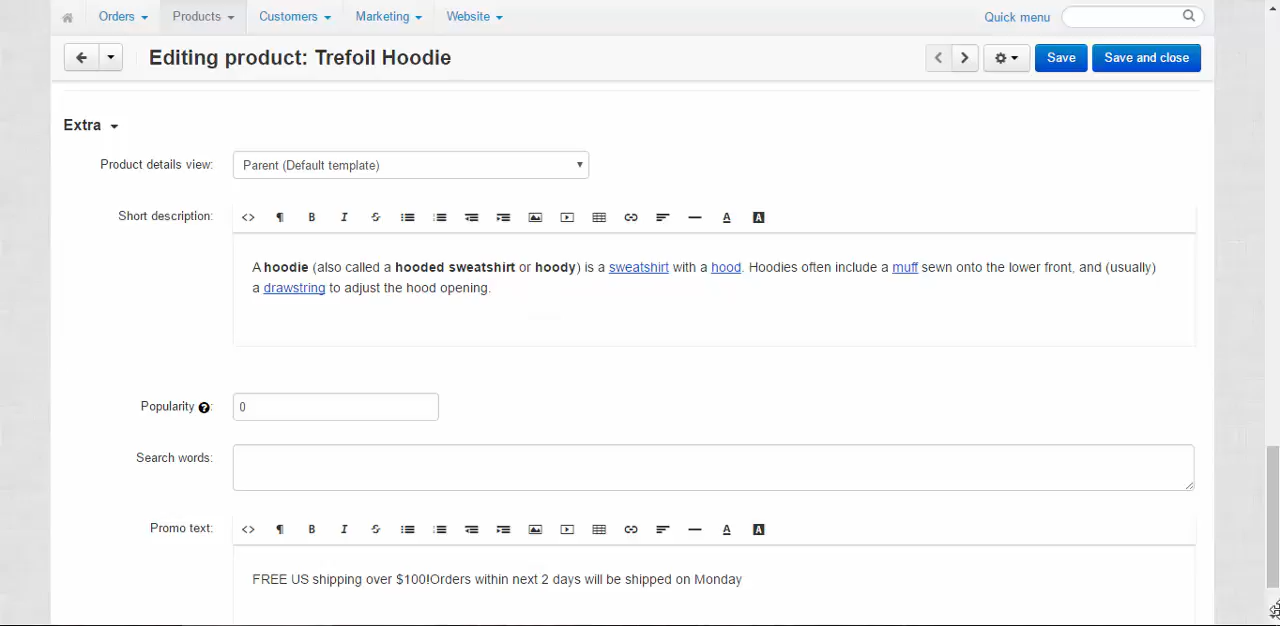 Orders Products Customers Marketing Website Quick menu
Editing product: Trefoil Hoodie Save Save and close
Extra
Product details view: Parent (Default template)
Short description: <> ¶ B I S A A
A hoodie (also called a hooded sweatshirt or hoody) is a sweatshirt with a hood. Hoodies often include a muff sewn onto the lower front, and (usually)
a drawstring to adjust the hood opening.
Popularity ?: 0
Search words:
Promo text: <> ¶ B I S A A
FREE US shipping over $100!Orders within next 2 days will be shipped on Monday